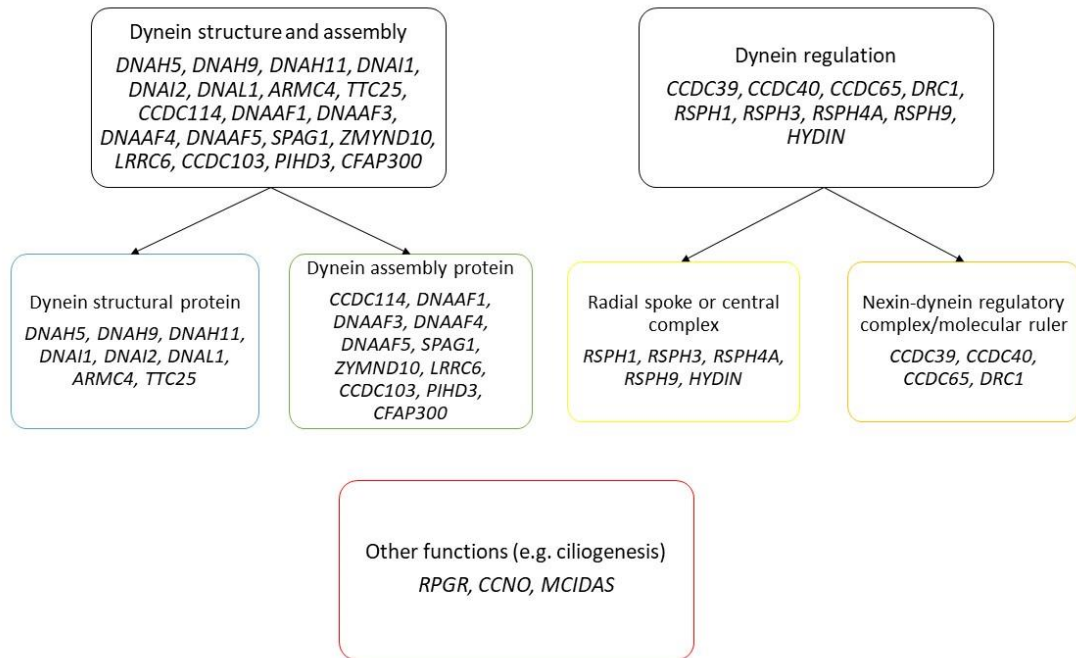 Dynein structure and assembly
DNAH5, DNAH9, DNAH11, DNAI1,
DNAI2, DNAL1, ARMC4, TTC25,
CCDC114, DNAAF1, DNAAF3,
DNAAF4, DNAAF5, SPAG1, ZMYND10,
LRRC6, CCDC103, PIHD3, CFAP300
Dynein regulation
CCDC39, CCDC40, CCDC65, DRC1,
RSPH1, RSPH3, RSPH4A, RSPH9,
HYDIN
Dynein structural protein
DNAH5, DNAH9, DNAH11,
DNAI1, DNAI2, DNAL1,
ARMC4, TTC25
Dynein assembly protein
CCDC114, DNAAF1,
DNAAF3, DNAAF4,
DNAAF5, SPAG1,
ZYMND10, LRRC6,
CCDC103, PIHD3,
CFAP300
Radial spoke or central
complex
RSPH1, RSPH3, RSPH4A,
RSPH9, HYDIN
Nexin-dynein regulatory
complex/molecular ruler
CCDC39, CCDC40,
CCDC65, DRC1
Other functions (e.g. ciliogenesis)
RPGR, CCNO, MCIDAS